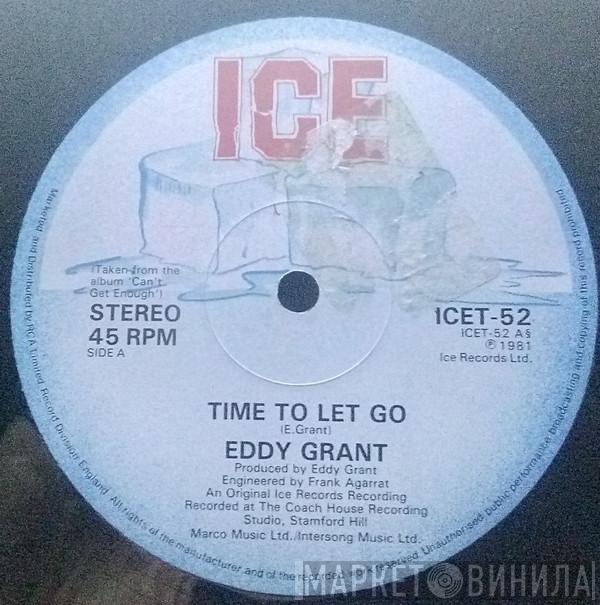 ICE
(Taken from the
album 'Can't
Get Enough')
STEREO
45 RPM
SIDE A
ICET-52
ICET-52 A§
℗ 1981
Ice Records Ltd.
TIME TO LET GO
(E.Grant)
EDDY GRANT
Produced by Eddy Grant
Engineered by Frank Agarrat
An Original Ice Records Recording
Recorded at The Coach House Recording
Studio, Stamford Hill
Marco Music Ltd./Intersong Music Ltd.
Marketed and Distributed by RCA Limited Record Division England. All rights of the manufacturer and of the recorded work reserved Unauthorised public performance broadcasting and copying of this record prohibited
МАРКЕТ ВИНИЛА